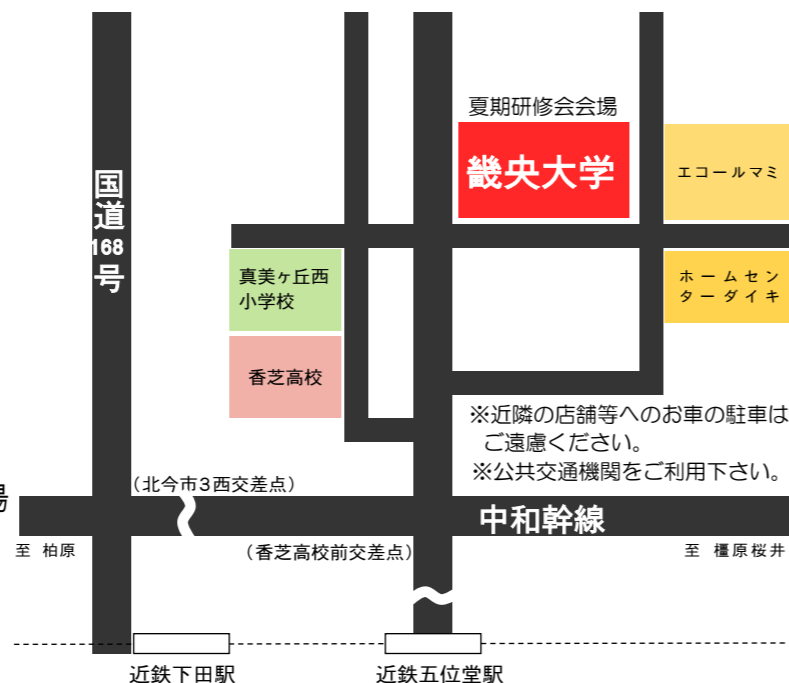 夏期研修会会場
畿央大学
エコールマミ
国道168号
真美ヶ丘西
小学校
ホームセン
ターダイキ
香芝高校
※近隣の店舗等へのお車の駐車は
ご遠慮ください。
※公共交通機関をご利用下さい。
(北今市3西交差点)
場
中和幹線
至 柏原
(香芝高校前交差点)
至 橿原桜井
近鉄下田駅
近鉄五位堂駅